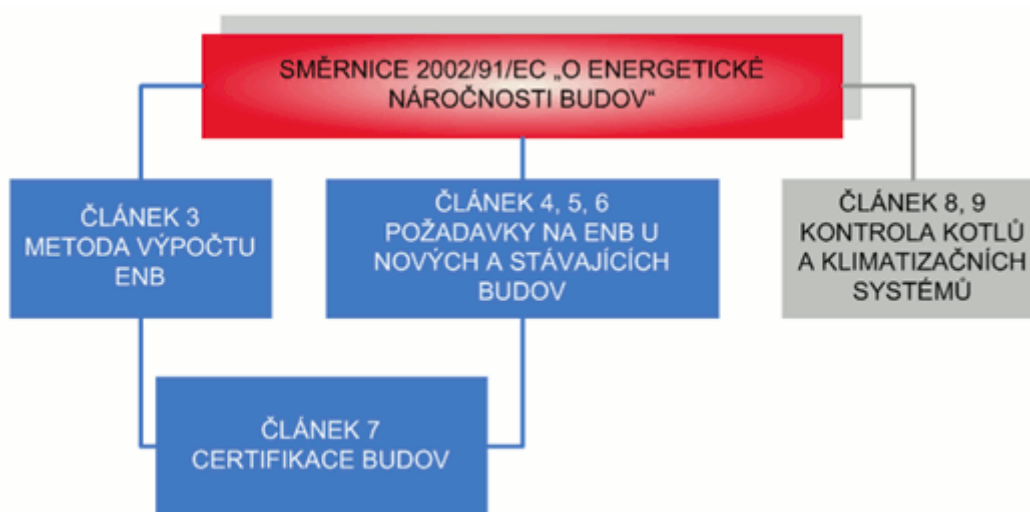 SMĚRNICE 2002/91/EC „O ENERGETICKÉ
NÁROČNOSTI BUDOV“
ČLÁNEK 3
METODA VÝPOČTU
ENB
ČLÁNEK 4, 5, 6
POŽADAVKY NA ENB U
NOVÝCH A STÁVAJÍCÍCH
BUDOV
ČLÁNEK 8, 9
KONTROLA KOTLŮ
A KLIMATIZAČNÍCH
SYSTÉMŮ
ČLÁNEK 7
CERTIFIKACE BUDOV